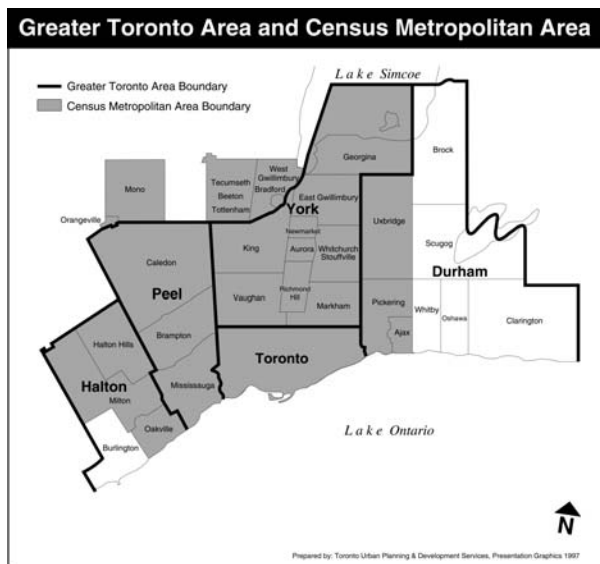 Greater Toronto Area and Census Metropolitan Area
Lake Simcoe
Greater Toronto Area Boundary
Census Metropolitan Area Boundary
Georgina
Brock
Mono
Tecumseth
Beeton
Tottenham
West
Gwillimbury
Bradford
East Gwillimbury
York
Uxbridge
Orangeville
Newmarket
Scugog
King
Aurora
Whitchurch
Stouffville
Caledon
Durham
Peel
Vaughan
Richmond
Hill
Markham
Pickering
Whitby
Oshawa
Clarington
Ajax
Brampton
Halton Hills
Toronto
Halton
Mississauga
Milton
Oakville
Burlington
Lake Ontario
N
Prepared by: Toronto Urban Planning & Development Services, Presentation Graphics 1997